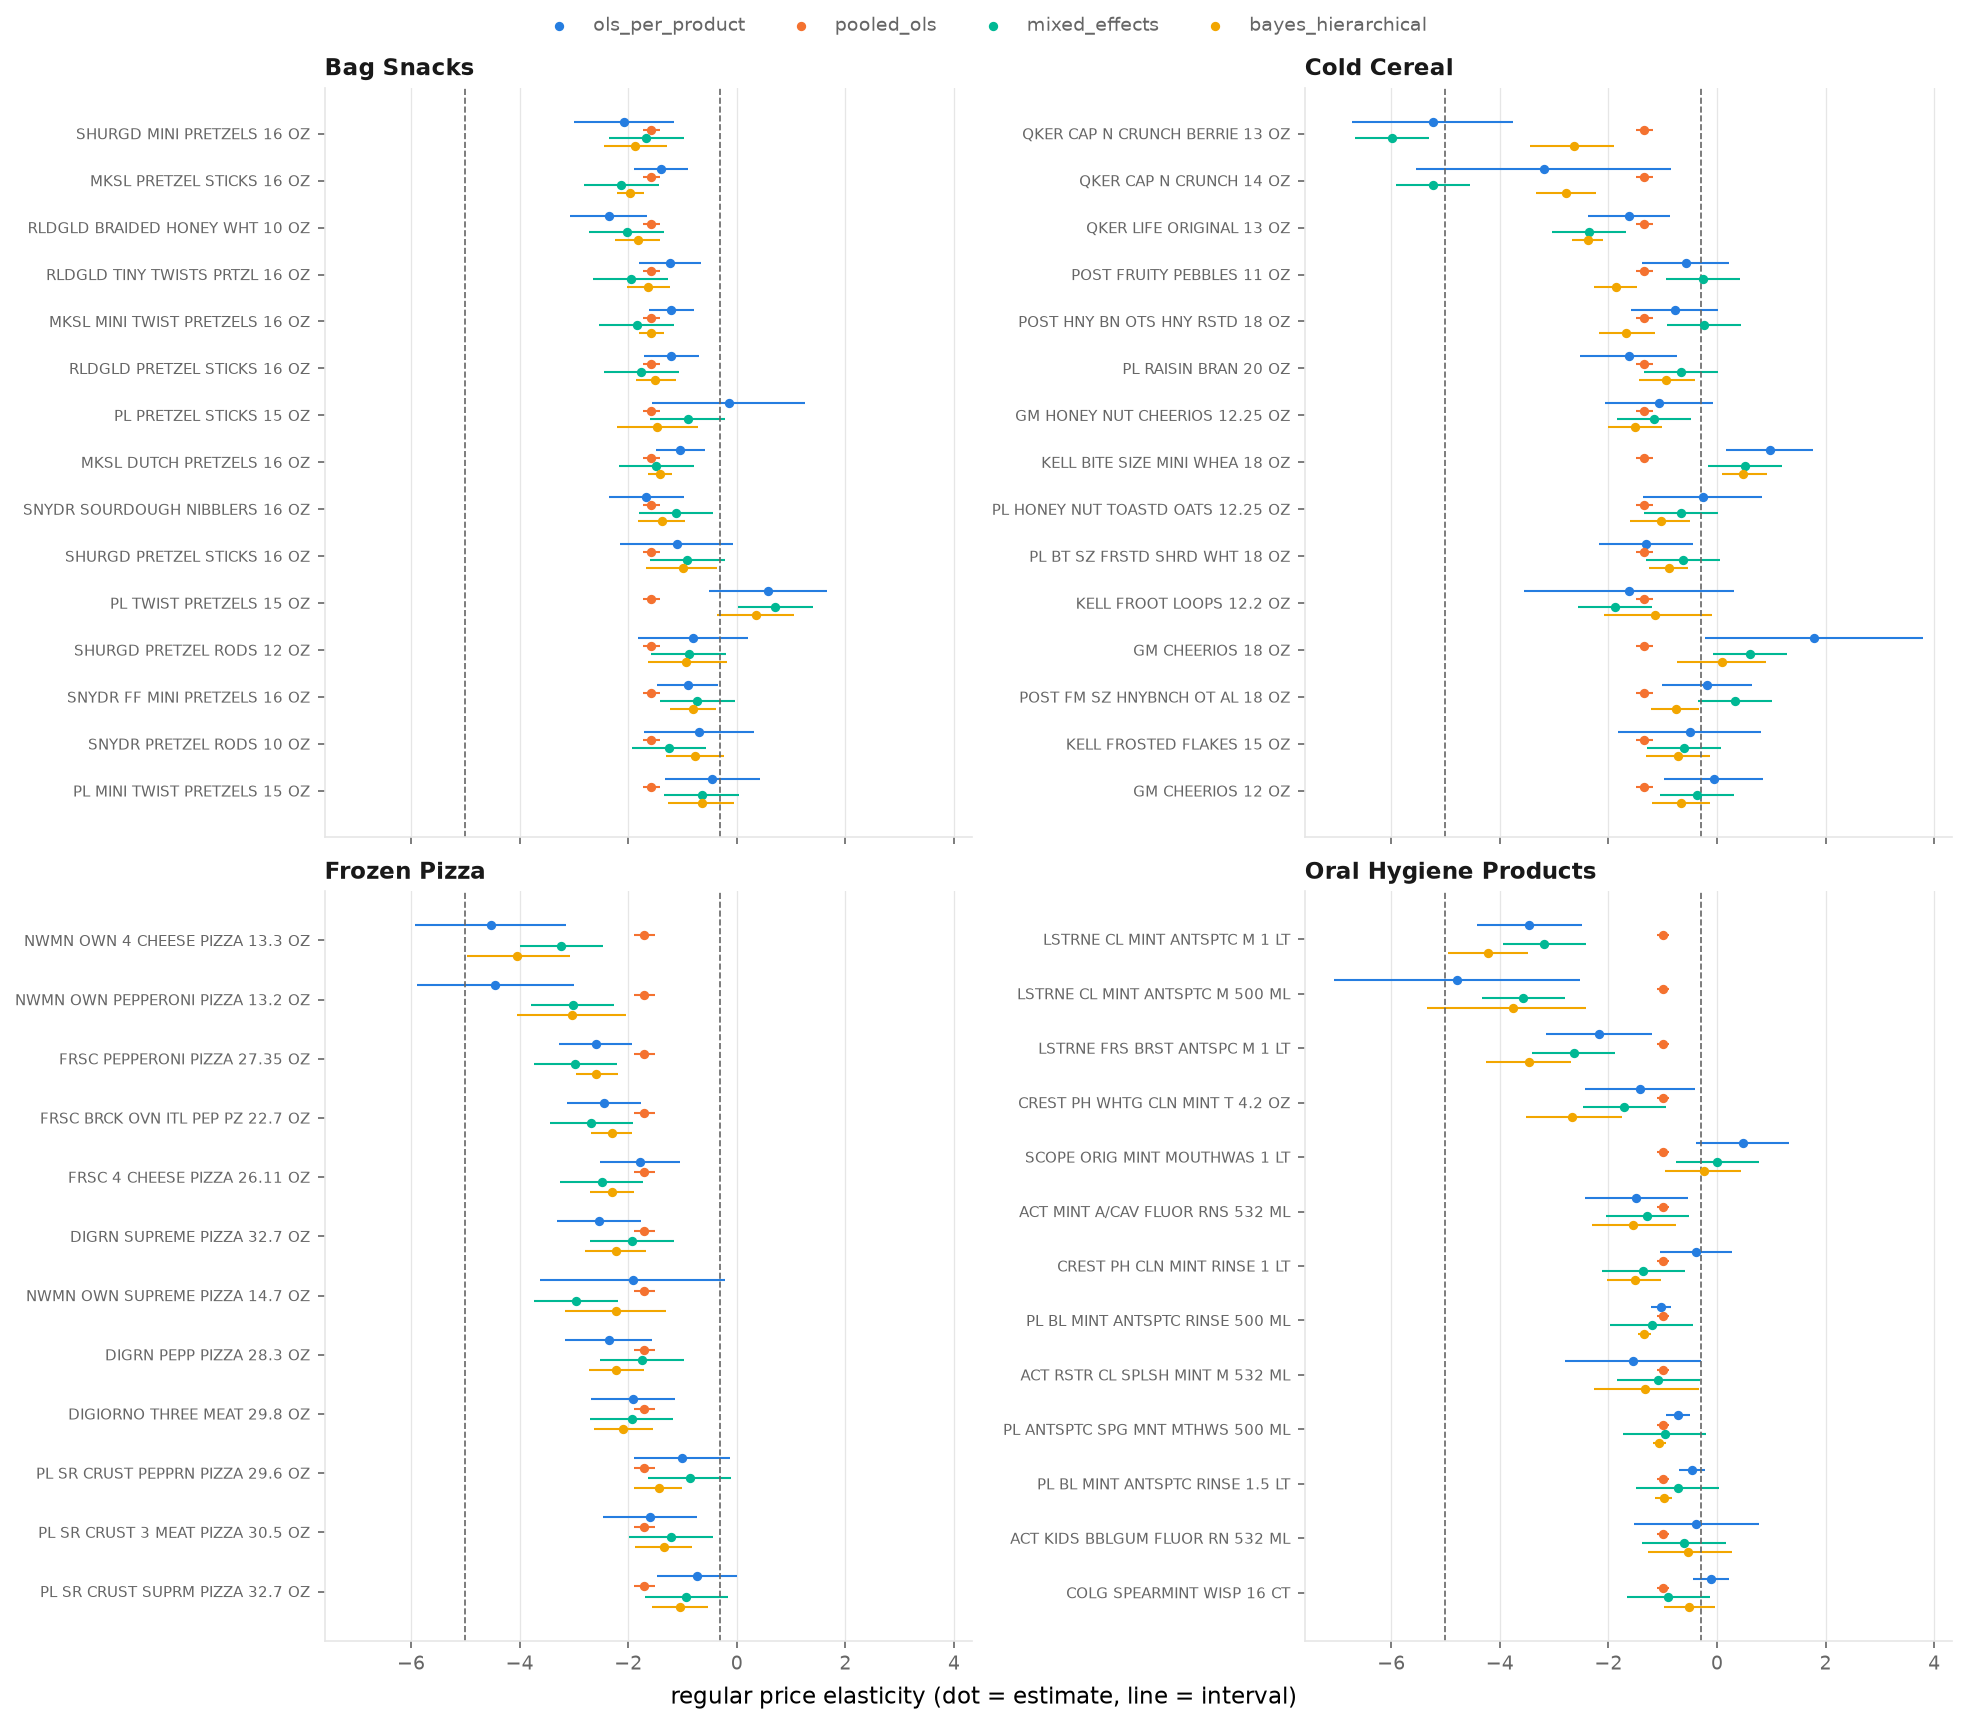 ols_per_product pooled_ols mixed_effects bayes_hierarchical
Bag Snacks
SHURGD MINI PRETZELS 16 OZ
MKSL PRETZEL STICKS 16 OZ
RLDGLD BRAIDED HONEY WHT 10 OZ
RLDGLD TINY TWISTS PRTZL 16 OZ
MKSL MINI TWIST PRETZELS 16 OZ
RLDGLD PRETZEL STICKS 16 OZ
PL PRETZEL STICKS 15 OZ
MKSL DUTCH PRETZELS 16 OZ
SNYDR SOURDOUGH NIBBLERS 16 OZ
SHURGD PRETZEL STICKS 16 OZ
PL TWIST PRETZELS 15 OZ
SHURGD PRETZEL RODS 12 OZ
SNYDR FF MINI PRETZELS 16 OZ
SNYDR PRETZEL RODS 10 OZ
PL MINI TWIST PRETZELS 15 OZ
Cold Cereal
QKER CAP N CRUNCH BERRIE 13 OZ
QKER CAP N CRUNCH 14 OZ
QKER LIFE ORIGINAL 13 OZ
POST FRUITY PEBBLES 11 OZ
POST HNY BN OTS HNY RSTD 18 OZ
PL RAISIN BRAN 20 OZ
GM HONEY NUT CHEERIOS 12.25 OZ
KELL BITE SIZE MINI WHEA 18 OZ
PL HONEY NUT TOASTD OATS 12.25 OZ
PL BT SZ FRSTD SHRD WHT 18 OZ
KELL FROOT LOOPS 12.2 OZ
GM CHEERIOS 18 OZ
POST FM SZ HNYBNCH OT AL 18 OZ
KELL FROSTED FLAKES 15 OZ
GM CHEERIOS 12 OZ
Frozen Pizza
NWMN OWN 4 CHEESE PIZZA 13.3 OZ
NWMN OWN PEPPERONI PIZZA 13.2 OZ
FRSC PEPPERONI PIZZA 27.35 OZ
FRSC BRCK OVN ITL PEP PZ 22.7 OZ
FRSC 4 CHEESE PIZZA 26.11 OZ
DIGRN SUPREME PIZZA 32.7 OZ
NWMN OWN SUPREME PIZZA 14.7 OZ
DIGRN PEPP PIZZA 28.3 OZ
DIGIORNO THREE MEAT 29.8 OZ
PL SR CRUST PEPPRN PIZZA 29.6 OZ
PL SR CRUST 3 MEAT PIZZA 30.5 OZ
PL SR CRUST SUPRM PIZZA 32.7 OZ
−6 −4 −2 0 2 4
Oral Hygiene Products
LSTRNE CL MINT ANTSPTC M 1 LT
LSTRNE CL MINT ANTSPTC M 500 ML
LSTRNE FRS BRST ANTSPC M 1 LT
CREST PH WHTG CLN MINT T 4.2 OZ
SCOPE ORIG MINT MOUTHWAS 1 LT
ACT MINT A/CAV FLUOR RNS 532 ML
CREST PH CLN MINT RINSE 1 LT
PL BL MINT ANTSPTC RINSE 500 ML
ACT RSTR CL SPLSH MINT M 532 ML
PL ANTSPTC SPG MNT MTHWS 500 ML
PL BL MINT ANTSPTC RINSE 1.5 LT
ACT KIDS BBLGUM FLUOR RN 532 ML
COLG SPEARMINT WISP 16 CT
−6 −4 −2 0 2 4
regular price elasticity (dot = estimate, line = interval)